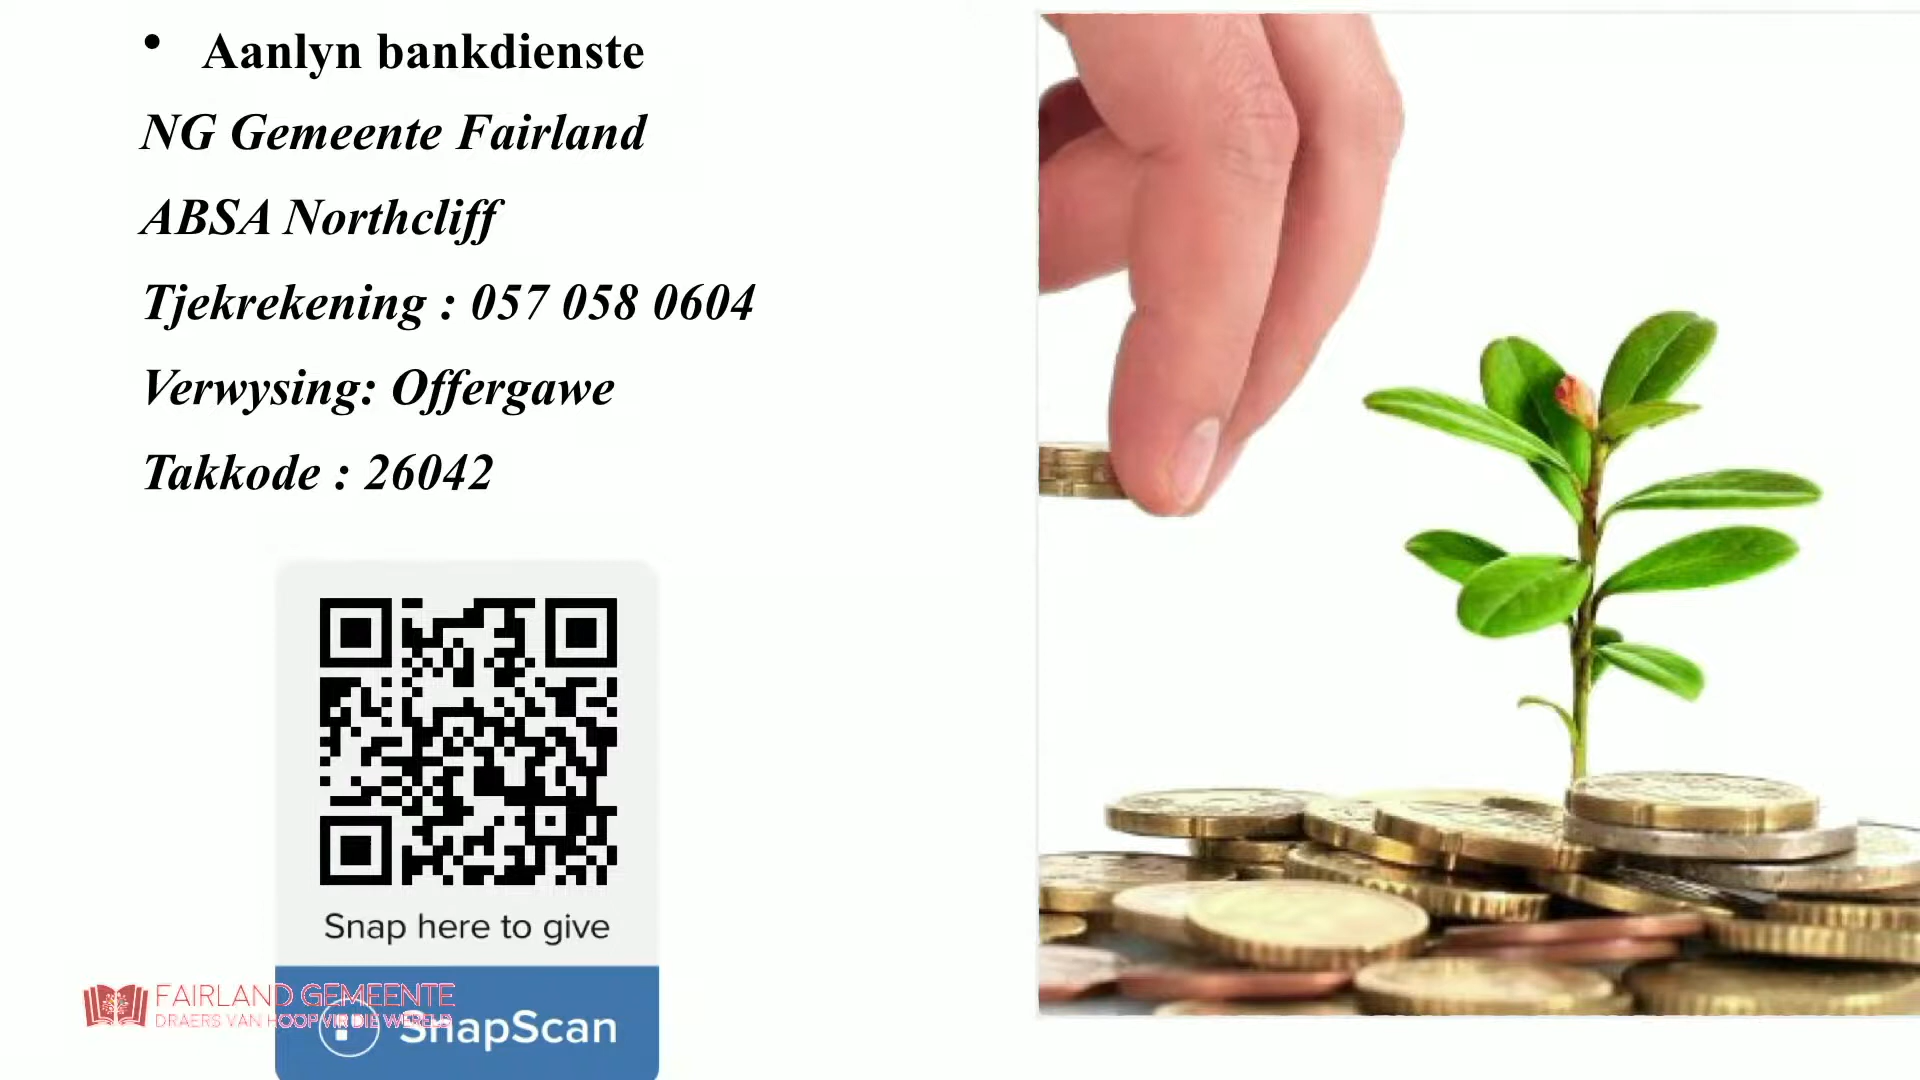 • Aanlyn bankdienste
NG Gemeente Fairland
ABSA Northcliff
Tjekrekening : 057 058 0604
Verwysing: Offergawe
Takkode : 26042
Snap here to give
SnapScan
FAIRLAND GEMEENTE
DRAERS VAN HOOP VIR DIE WÊRELD